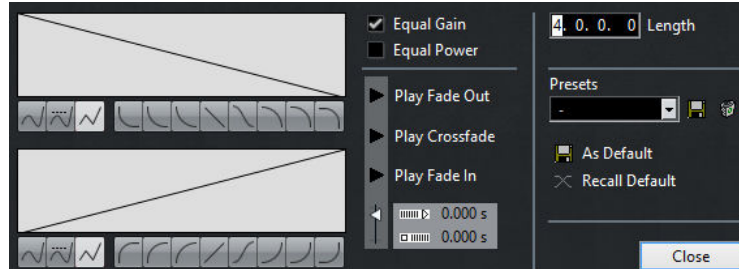 Equal Gain
Equal Power
Play Fade Out
Play Crossfade
Play Fade In
0.000 s
0.000 s
4. 0. 0. 0 Length
Presets
-
As Default
Recall Default
Close